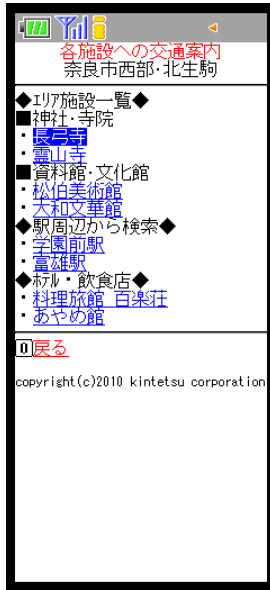 各施設への交通案内
奈良市西部･北生駒
◆ｴﾘｱ施設一覧◆
■神社･寺院
・長弓寺
・霊山寺
■資料館･文化館
・松伯美術館
・大和文華館
◆駅周辺から検索◆
・学園前駅
・富雄駅
◆ﾎﾃﾙ・飲食店◆
・料理旅館 百楽荘
・あやめ館
0戻る
copyright(c)2010 kintetsu corporation